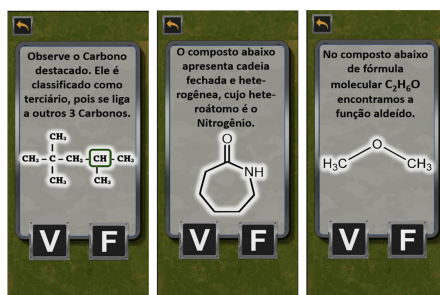 Observe o Carbono
destacado. Ele é
classificado como
terciário, pois se liga
a outros 3 Carbonos.
CH₃
CH₃ - C - CH₂ - CH - CH₃
CH₃ CH₃
V F
O composto abaixo
apresenta cadeia
fechada e hete-
rogênea, cujo hete-
roátomo é o
Nitrogênio.
O
NH
V F
No composto abaixo
de fórmula
molecular C₂H₆O
encontramos a
função aldeído.
O
H₃C CH₃
V F